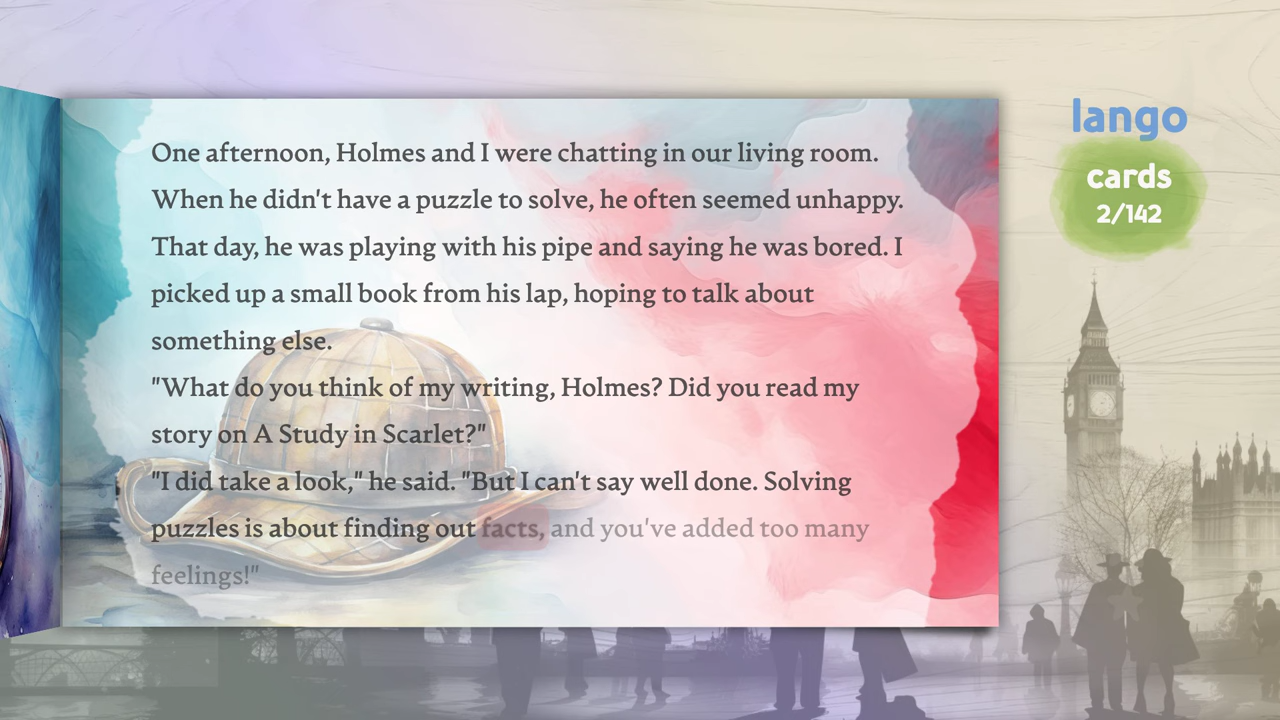 One afternoon, Holmes and I were chatting in our living room.
When he didn't have a puzzle to solve, he often seemed unhappy.
That day, he was playing with his pipe and saying he was bored. I
picked up a small book from his lap, hoping to talk about
something else.
"What do you think of my writing, Holmes? Did you read my
story on A Study in Scarlet?"
"I did take a look," he said. "But I can't say well done. Solving
puzzles is about finding out facts, and you've added too many
feelings!"
lango
cards
2/142